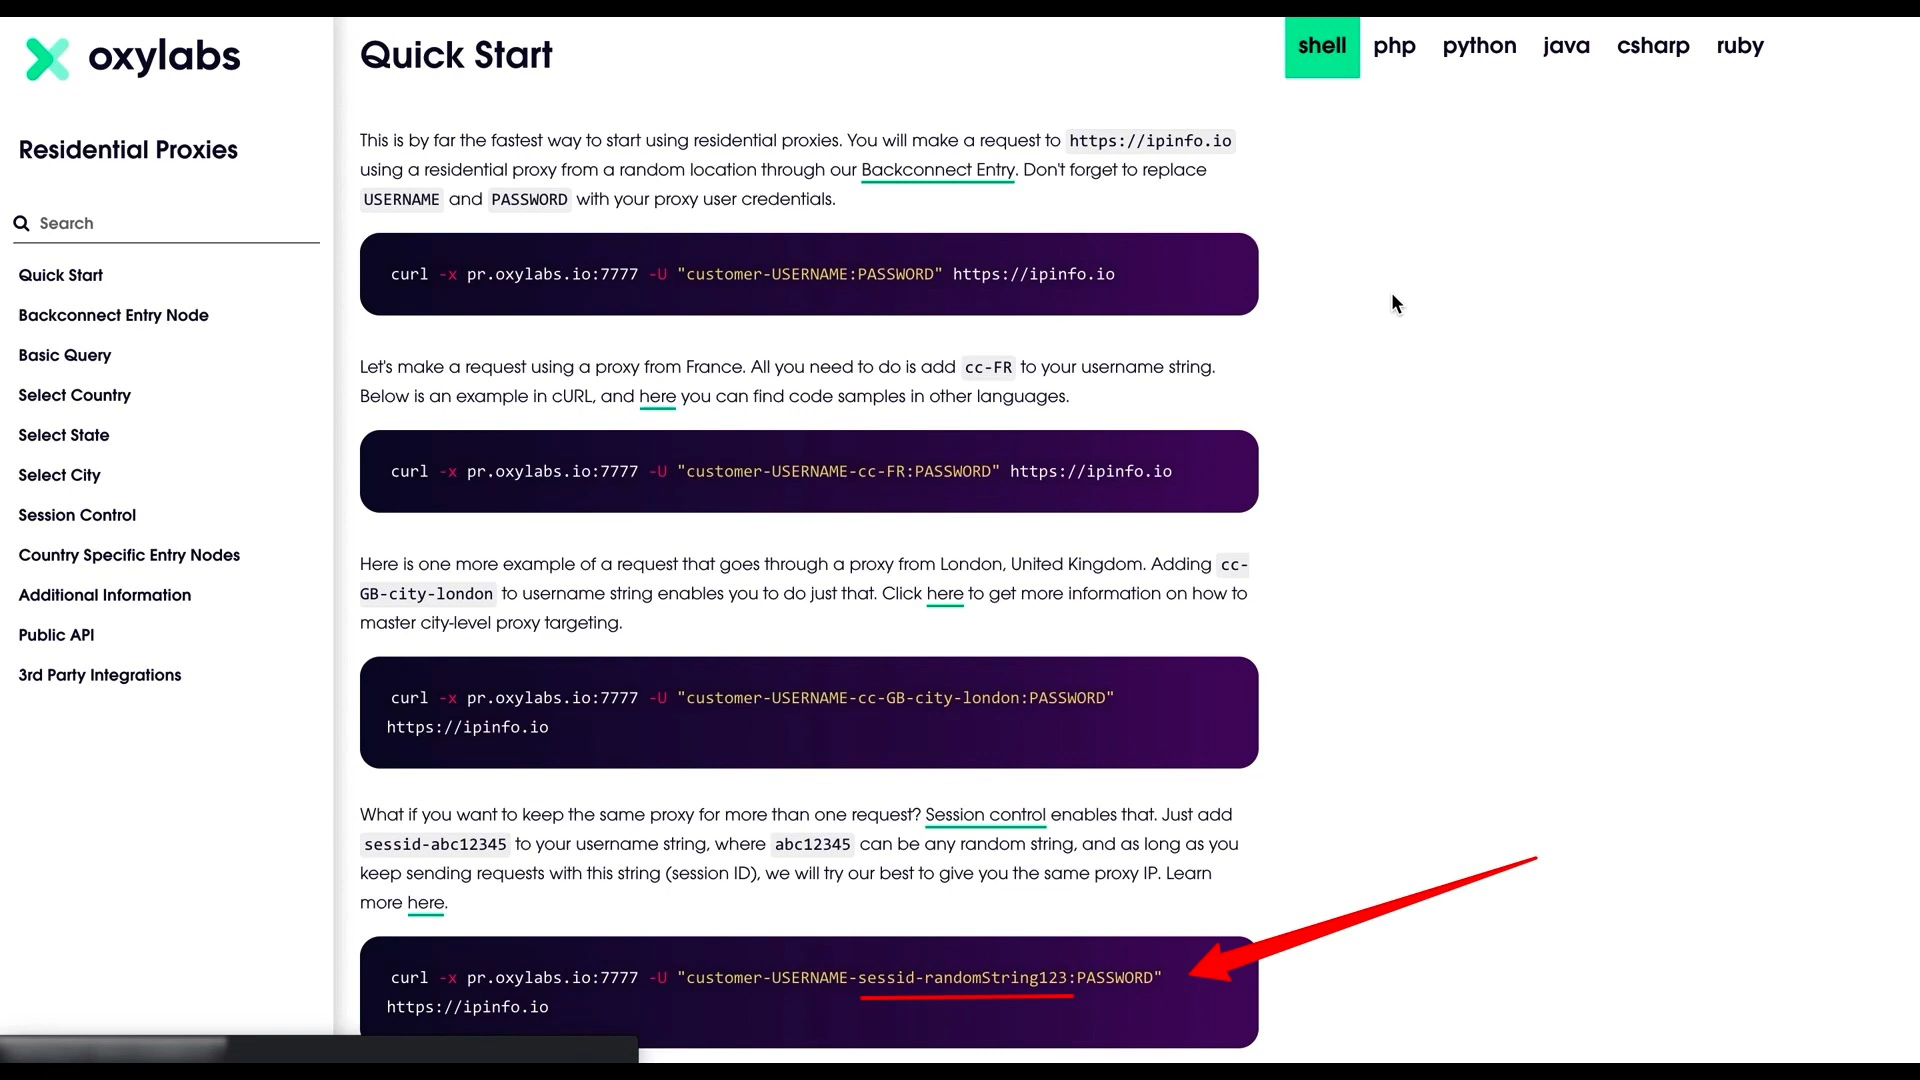 oxylabs
Residential Proxies
Search
Quick Start
Backconnect Entry Node
Basic Query
Select Country
Select State
Select City
Session Control
Country Specific Entry Nodes
Additional Information
Public API
3rd Party Integrations
Quick Start
shell php python java csharp ruby
This is by far the fastest way to start using residential proxies. You will make a request to https://ipinfo.io
using a residential proxy from a random location through our Backconnect Entry. Don't forget to replace
USERNAME and PASSWORD with your proxy user credentials.
curl -x pr.oxylabs.io:7777 -U "customer-USERNAME:PASSWORD" https://ipinfo.io
Let's make a request using a proxy from France. All you need to do is add cc-FR to your username string.
Below is an example in cURL, and here you can find code samples in other languages.
curl -x pr.oxylabs.io:7777 -U "customer-USERNAME-cc-FR:PASSWORD" https://ipinfo.io
Here is one more example of a request that goes through a proxy from London, United Kingdom. Adding cc-
GB-city-london to username string enables you to do just that. Click here to get more information on how to
master city-level proxy targeting.
curl -x pr.oxylabs.io:7777 -U "customer-USERNAME-cc-GB-city-london:PASSWORD"
https://ipinfo.io
What if you want to keep the same proxy for more than one request? Session control enables that. Just add
sessid-abc12345 to your username string, where abc12345 can be any random string, and as long as you
keep sending requests with this string (session ID), we will try our best to give you the same proxy IP. Learn
more here.
curl -x pr.oxylabs.io:7777 -U "customer-USERNAME-sessid-randomString123:PASSWORD"
https://ipinfo.io